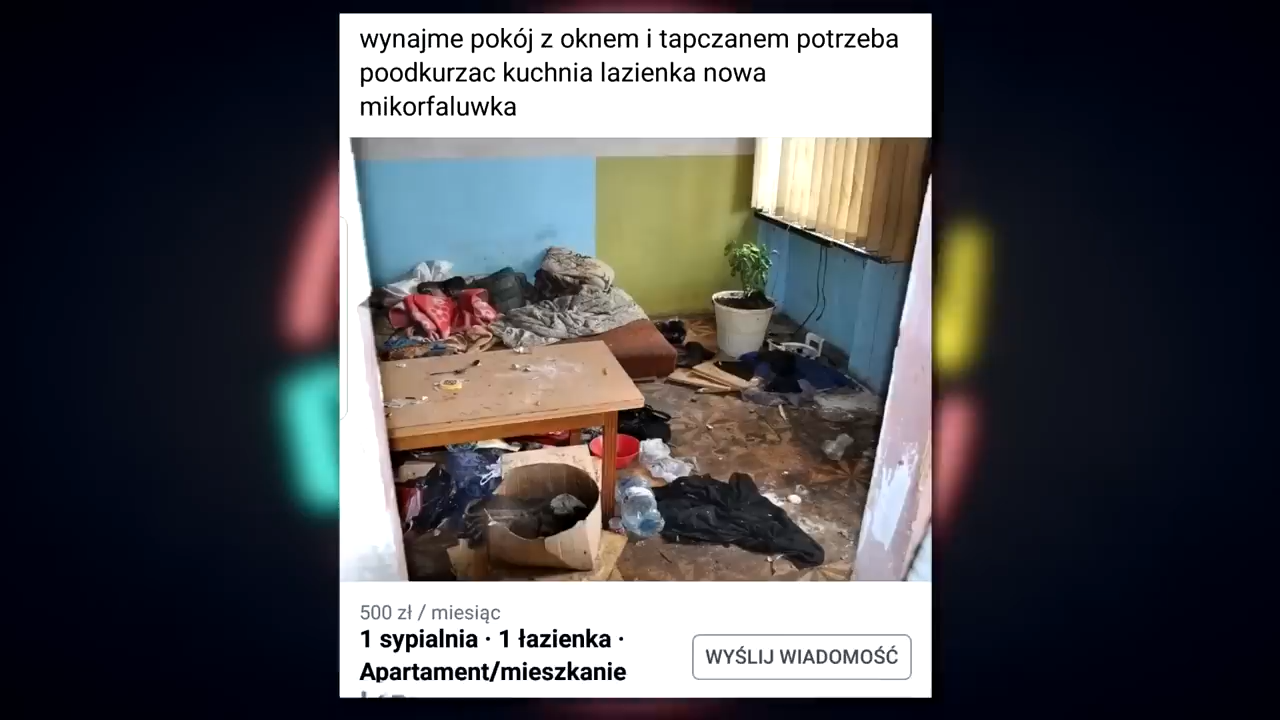 wynajme pokój z oknem i tapczanem potrzeba
poodkurzac kuchnia lazienka nowa
mikorfaluwka
500 zł / miesiąc
1 sypialnia · 1 łazienka ·
Apartament/mieszkanie
WYŚLIJ WIADOMOŚĆ